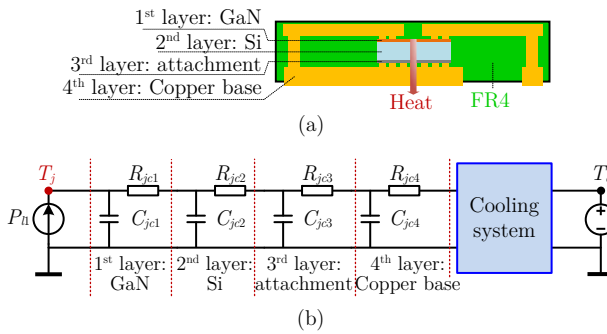 1st layer: GaN
2nd layer: Si
3rd layer: attachment
4th layer: Copper base
Heat
FR4
(a)
Tj Rjc1 Rjc2 Rjc3 Rjc4
Pl1 Cjc1 Cjc2 Cjc3 Cjc4 Cooling system
1st layer: GaN
2nd layer: Si
3rd layer: attachment
4th layer: Copper base
(b)